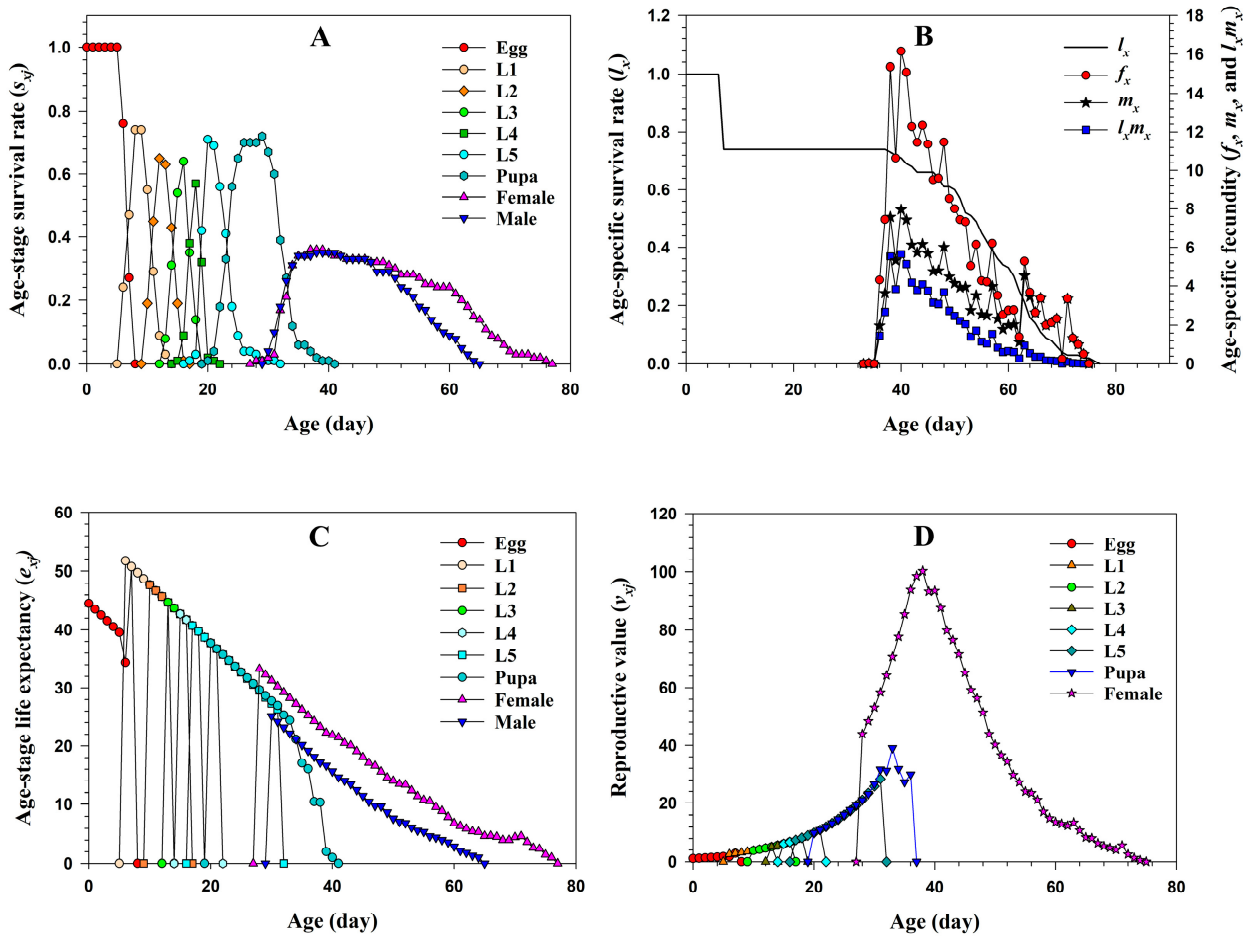 A
Age-stage survival rate (sxj)
1.0
0.8
0.6
0.4
0.2
0.0
0 20 40 60 80
Age (day)
Egg
L1
L2
L3
L4
L5
Pupa
Female
Male
B
Age-specific survival rate (lx)
1.2
1.0
0.8
0.6
0.4
0.2
0.0
0 20 40 60 80
Age (day)
lx
fx
mx
lxmx
18
16
14
12
10
8
6
4
2
0
Age-specific fecundity (fx, mx, and lxmx)
C
Age-stage life expectancy (exj)
60
50
40
30
20
10
0
0 20 40 60 80
Age (day)
Egg
L1
L2
L3
L4
L5
Pupa
Female
Male
D
Reproductive value (vxj)
120
100
80
60
40
20
0
0 20 40 60 80
Age (day)
Egg
L1
L2
L3
L4
L5
Pupa
Female